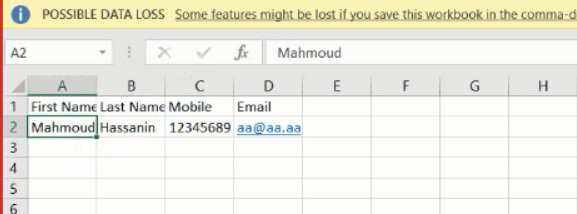 POSSIBLE DATA LOSS Some features might be lost if you save this workbook in the comma-d
A2 fx Mahmoud
A B C D E F G H
1 First Name Last Name Mobile Email
2 Mahmoud Hassanin 12345689 aa@aa.aa
3
4
5
6